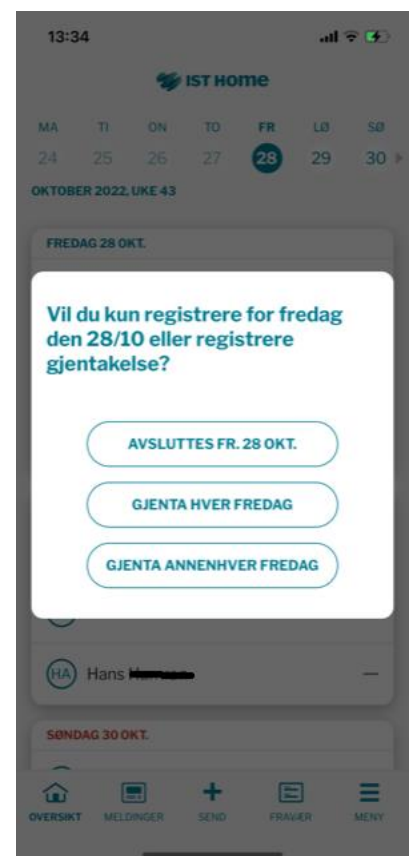 13:34
IST Home
MA TI ON TO FR LØ SØ
24 25 26 27 28 29 30
OKTOBER 2022, UKE 43
FREDAG 28 OKT.
Vil du kun registrere for fredag
den 28/10 eller registrere
gjentakelse?
AVSLUTTES FR. 28 OKT.
GJENTA HVER FREDAG
GJENTA ANNENHVER FREDAG
HA Hans
SØNDAG 30 OKT.
OVERSIKT MELDINGER SEND FRAVÆR MENY